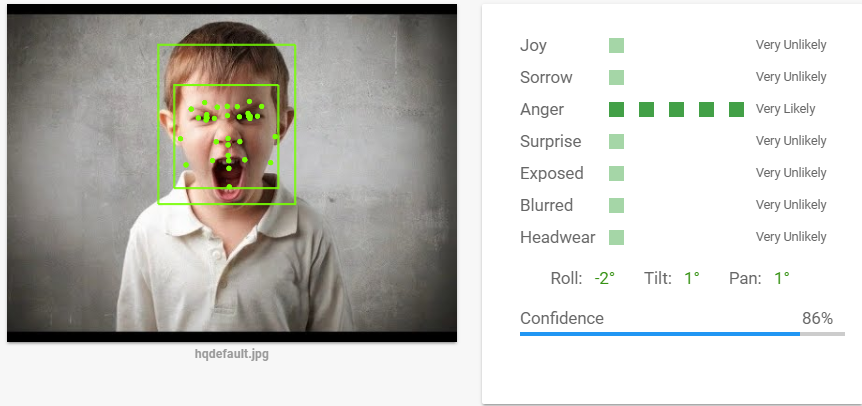 Joy Very Unlikely
Sorrow Very Unlikely
Anger Very Likely
Surprise Very Unlikely
Exposed Very Unlikely
Blurred Very Unlikely
Headwear Very Unlikely
Roll: -2° Tilt: 1° Pan: 1°
Confidence 86%
hqdefault.jpg